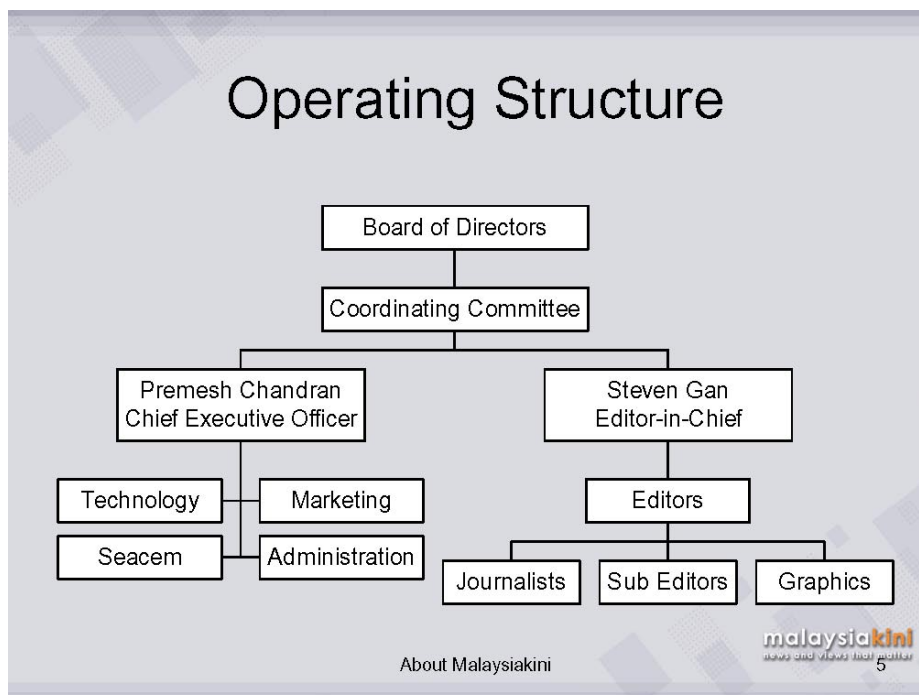 Operating Structure
Board of Directors
Coordinating Committee
Premesh Chandran
Chief Executive Officer
Steven Gan
Editor-in-Chief
Technology
Marketing
Seacem
Administration
Editors
Journalists
Sub Editors
Graphics
malaysiakini
news and views that matter
About Malaysiakini
5